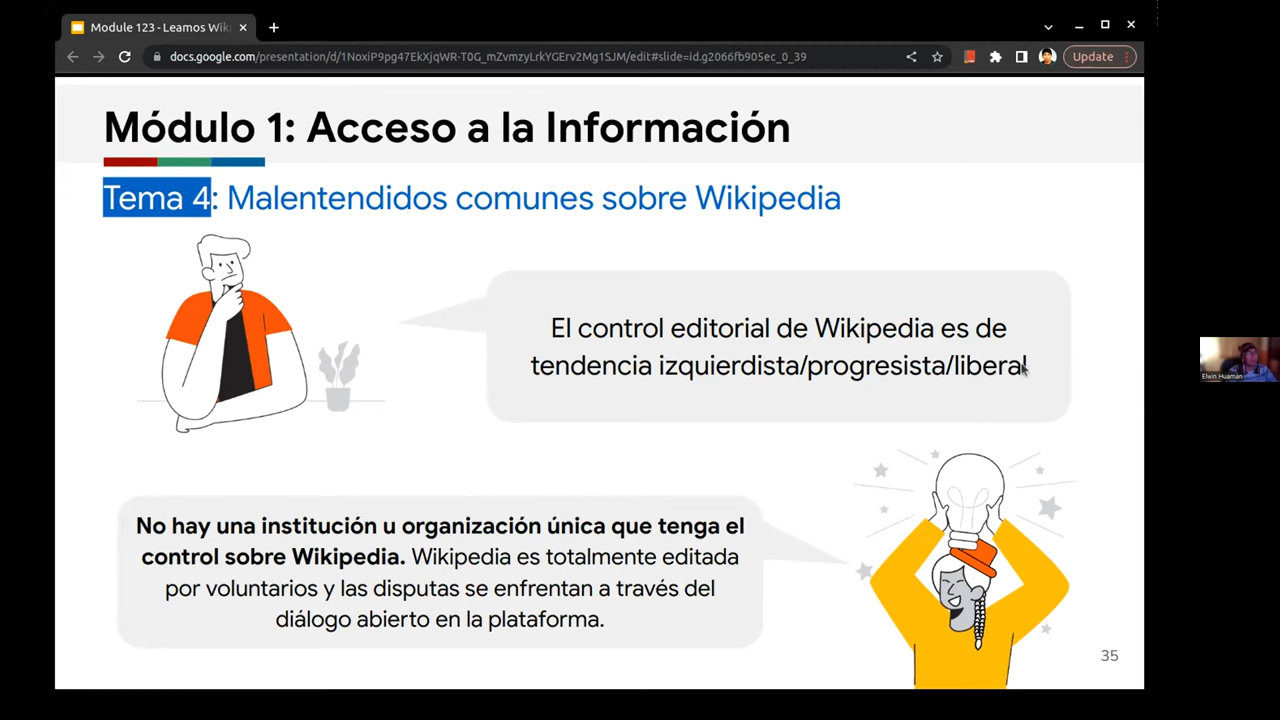 Module 123 - Leamos Wiki
docs.google.com/presentation/d/1NoxiP9pg47EkXjqWR-T0G_mZvmzyLrkYGErv2Mg1SJM/edit#slide=id.g2066fb905ec_0_39
Update
Módulo 1: Acceso a la Información
Tema 4: Malentendidos comunes sobre Wikipedia
El control editorial de Wikipedia es de
tendencia izquierdista/progresista/liberal
No hay una institución u organización única que tenga el
control sobre Wikipedia. Wikipedia es totalmente editada
por voluntarios y las disputas se enfrentan a través del
diálogo abierto en la plataforma.
35
Elwin Huaman